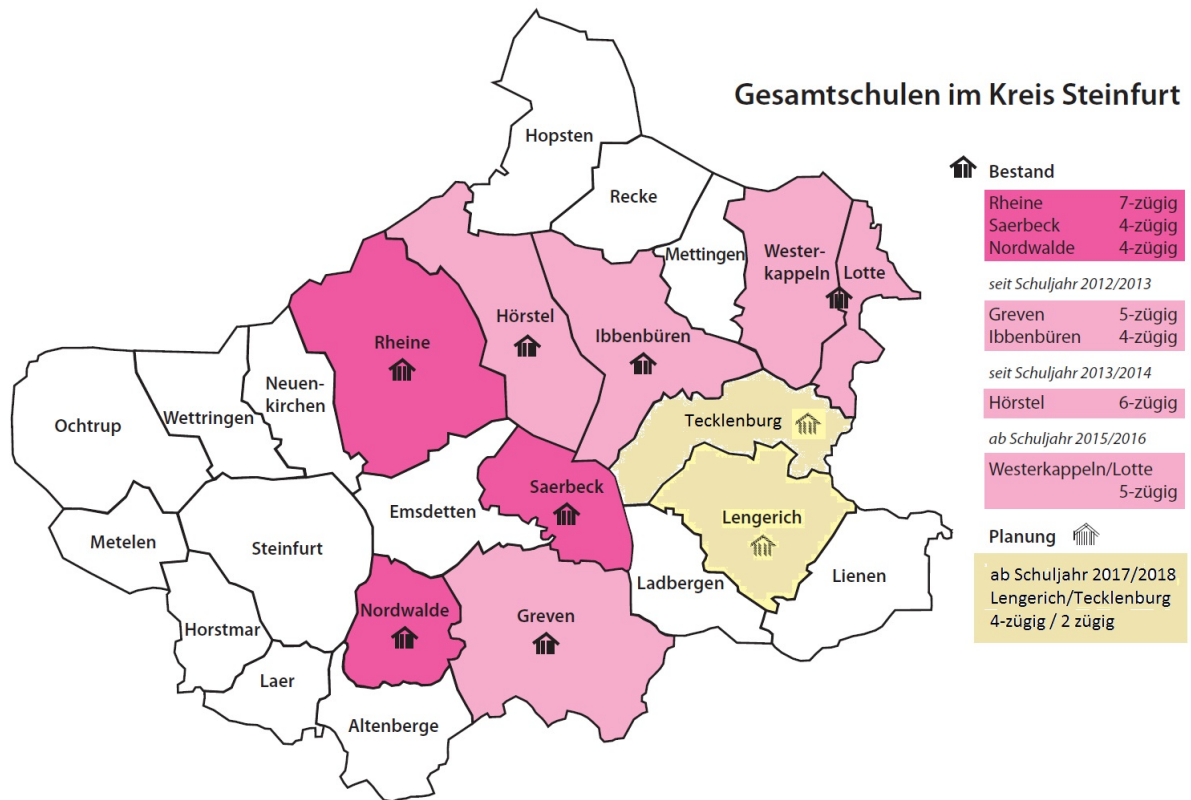 Gesamtschulen im Kreis Steinfurt
Hopsten
Recke
Mettingen
Wester-
kappeln
Lotte
Hörstel
Ibbenbüren
Rheine
Neuen-
kirchen
Wettringen
Ochtrup
Tecklenburg
Saerbeck
Emsdetten
Lengerich
Metelen
Steinfurt
Ladbergen
Lienen
Nordwalde
Greven
Horstmar
Laer
Altenberge
Bestand
Rheine 7-zügig
Saerbeck 4-zügig
Nordwalde 4-zügig
seit Schuljahr 2012/2013
Greven 5-zügig
Ibbenbüren 4-zügig
seit Schuljahr 2013/2014
Hörstel 6-zügig
ab Schuljahr 2015/2016
Westerkappeln/Lotte
5-zügig
Planung
ab Schuljahr 2017/2018
Lengerich/Tecklenburg
4-zügig / 2 zügig